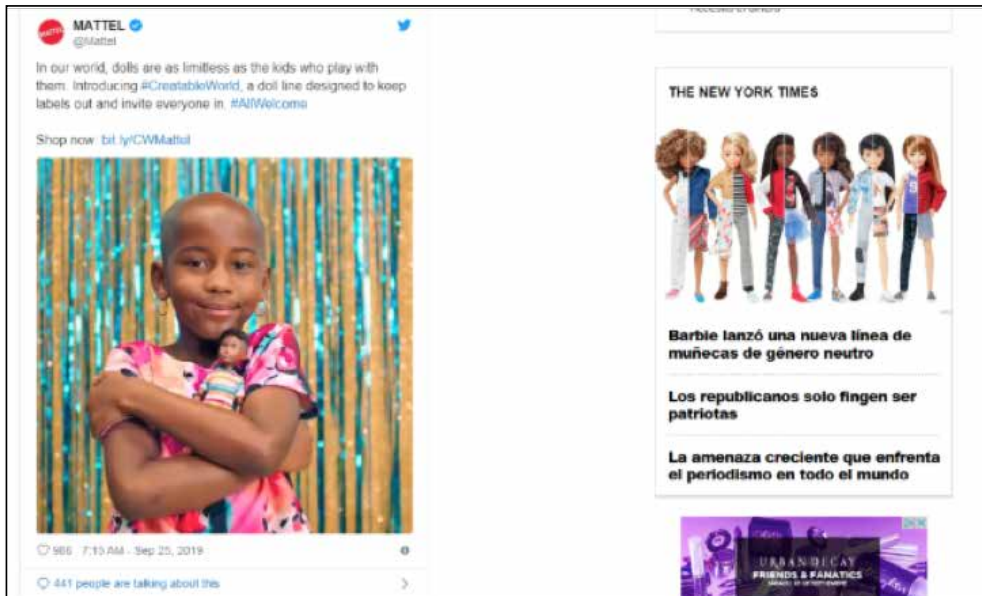 MATTEL
@Mattel
In our world, dolls are as limitless as the kids who play with
them. Introducing #CreatableWorld, a doll line designed to keep
labels out and invite everyone in. #AllWelcome
Shop now: bit.ly/CWMattel
986 7:15 AM - Sep 25, 2019
441 people are talking about this
THE NEW YORK TIMES
Barbie lanzó una nueva línea de
muñecas de género neutro
Los republicanos solo fingen ser
patriotas
La amenaza creciente que enfrenta
el periodismo en todo el mundo
URBAN DECAY
FRIENDS & FANATICS